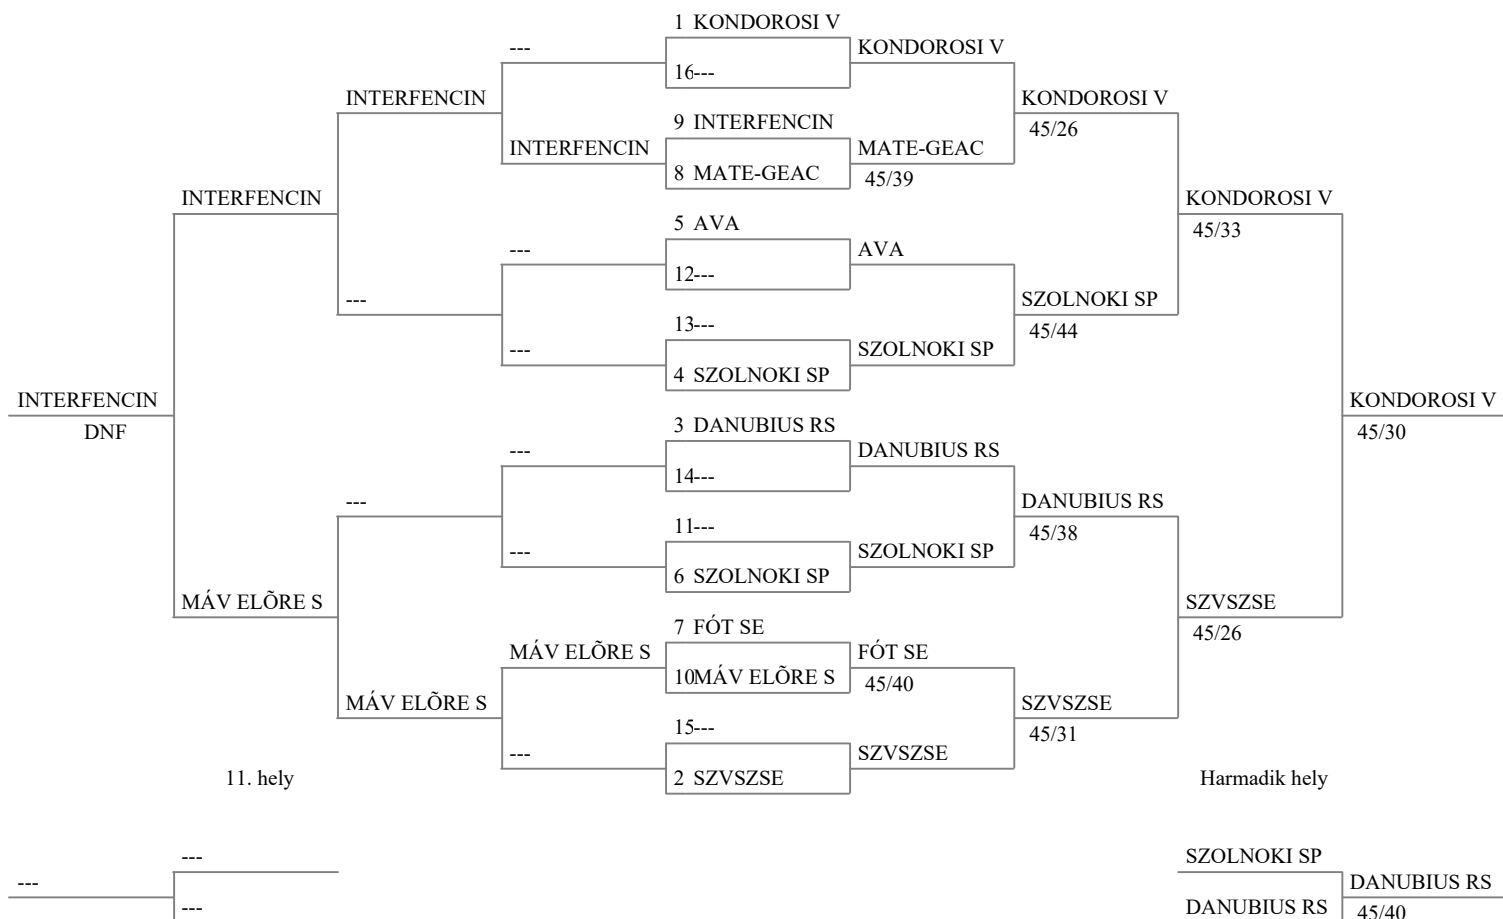 1 KONDOROSI V
--- KONDOROSI V
16---
INTERFENCIN KONDOROSI V
9 INTERFENCIN 45/26
INTERFENCIN MATE-GEAC
8 MATE-GEAC 45/39
INTERFENCIN KONDOROSI V
5 AVA 45/33
--- AVA
12---
--- SZOLNOKI SP
13--- 45/44
--- SZOLNOKI SP
4 SZOLNOKI SP
INTERFENCIN KONDOROSI V
DNF 3 DANUBIUS RS 45/30
--- DANUBIUS RS
14---
--- DANUBIUS RS
11--- 45/38
--- SZOLNOKI SP
6 SZOLNOKI SP
MÁV ELÕRE S SZVSZSE
7 FÓT SE 45/26
MÁV ELÕRE S FÓT SE
10MÁV ELÕRE S 45/40
MÁV ELÕRE S SZVSZSE
15--- 45/31
--- SZVSZSE
11. hely 2 SZVSZSE Harmadik hely
--- SZOLNOKI SP
--- DANUBIUS RS
--- DANUBIUS RS 45/40